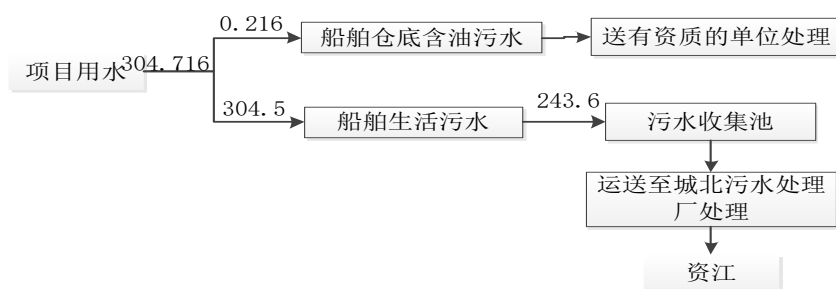 0.216
船舶仓底含油污水
送有资质的单位处理
项目用水
304.716
304.5
船舶生活污水
243.6
污水收集池
运送至城北污水处理
厂处理
资江